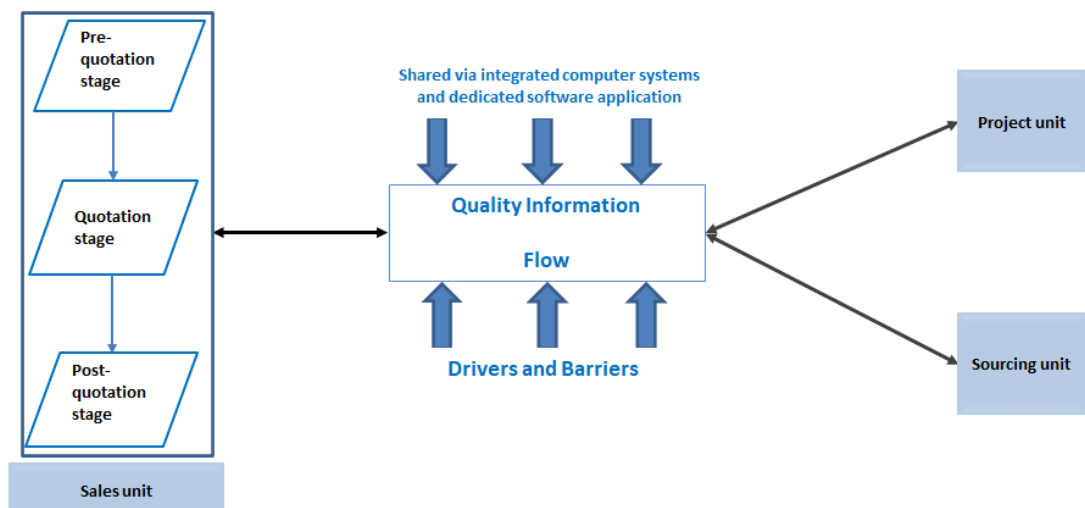 Pre-
quotation
stage
Quotation
stage
Post-
quotation
stage
Sales unit
Shared via integrated computer systems
and dedicated software application
Quality Information
Flow
Drivers and Barriers
Project unit
Sourcing unit